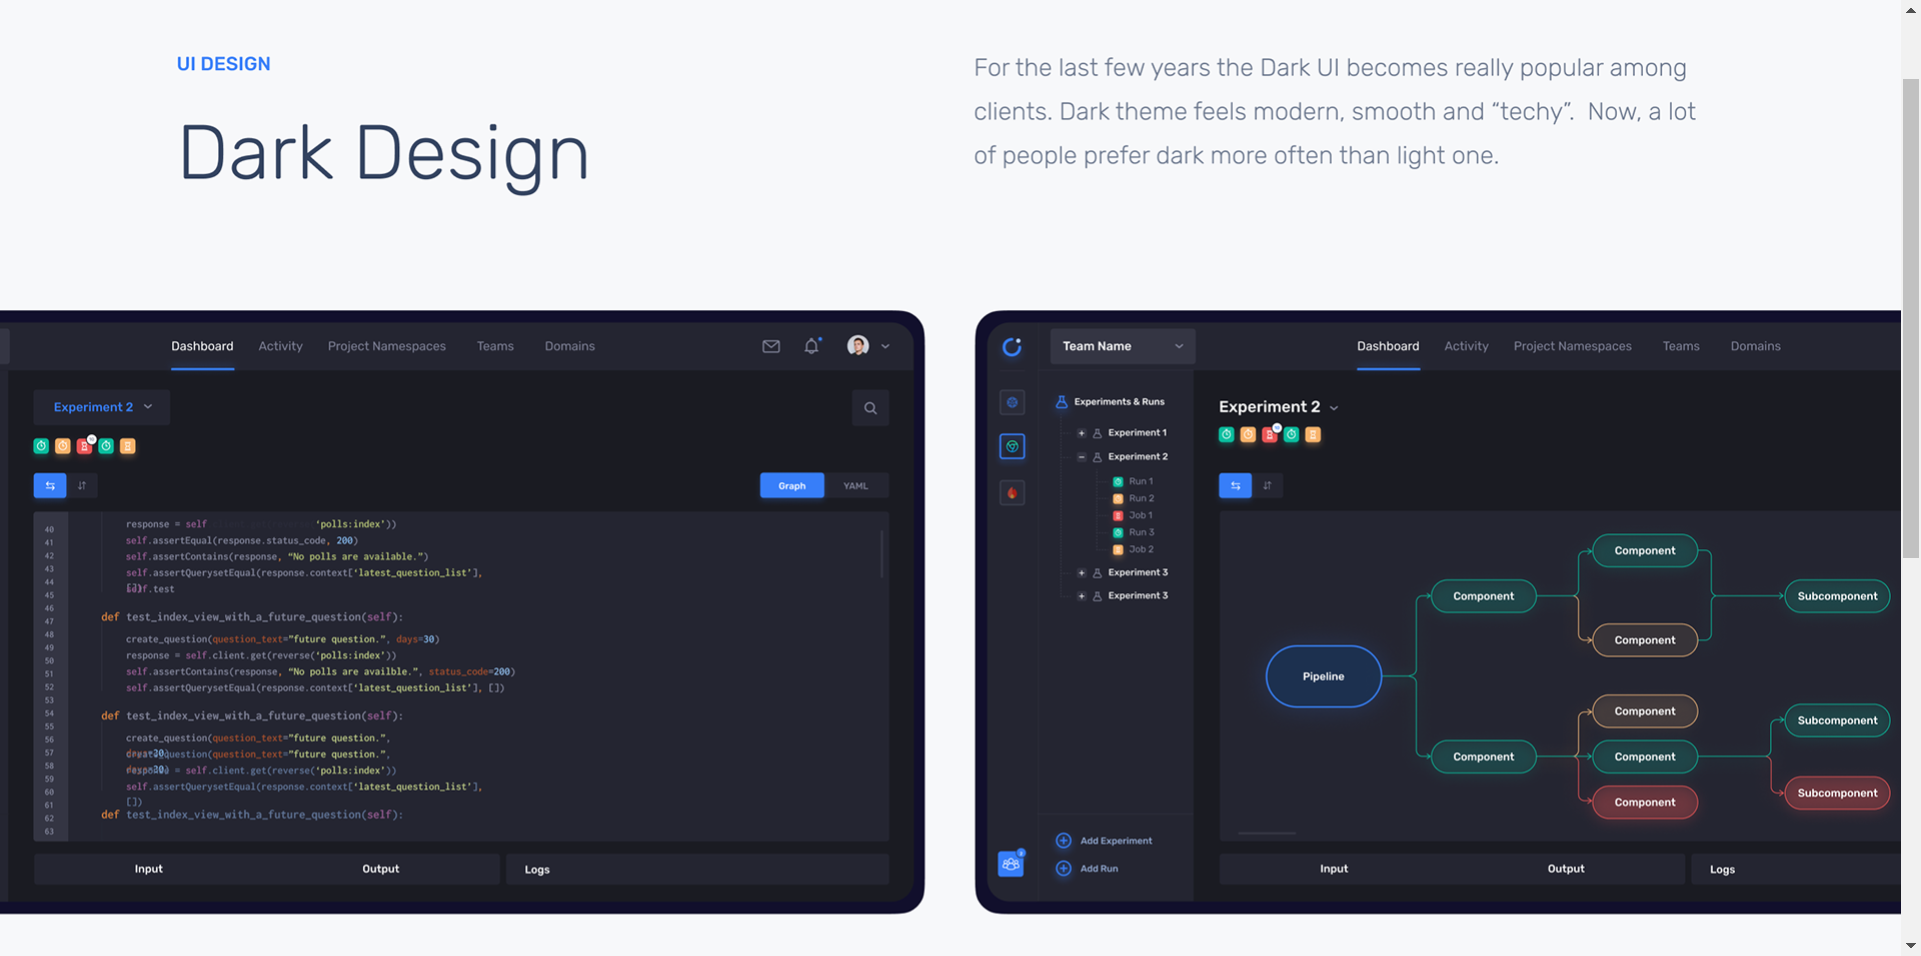 UI DESIGN
Dark Design
For the last few years the Dark UI becomes really popular among
clients. Dark theme feels modern, smooth and “techy”.  Now, a lot
of people prefer dark more often than light one.
Dashboard Activity Project Namespaces Teams Domains
Experiment 2
Graph YAML
40
41
42
43
44
45
46
47
48
49
50
51
52
53
54
55
56
57
58
59
60
61
62
63
response = self ‘polls:index’))
self.assertEqual(response.status_code, 200)
self.assertContains(response, “No polls are available.”)
self.assertQuerysetEqual(response.context[‘latest_question_list’],
.test
def test_index_view_with_a_future_question(self):
create_question(question_text=”future question.”, days=30)
response = self.client.get(reverse(‘polls:index’))
self.assertContains(response, “No polls are availble.”, status_code=200)
self.assertQuerysetEqual(response.context[‘latest_question_list’], [])
def test_index_view_with_a_future_question(self):
create_question(question_text=”future question.”,
question(question_text=”future question.”,
= self.client.get(reverse(‘polls:index’))
self.assertQuerysetEqual(response.context[‘latest_question_list’],
[])
def test_index_view_with_a_future_question(self):
Input Output Logs
Team Name
Dashboard Activity Project Namespaces Teams Domains
Experiments & Runs
Experiment 1
Experiment 2
Run 1
Run 2
Job 1
Run 3
Job 2
Experiment 3
Experiment 3
Add Experiment
Add Run
Experiment 2
Component
Component
Subcomponent
Component
Pipeline
Component
Subcomponent
Component
Component
Subcomponent
Component
Input Output Logs